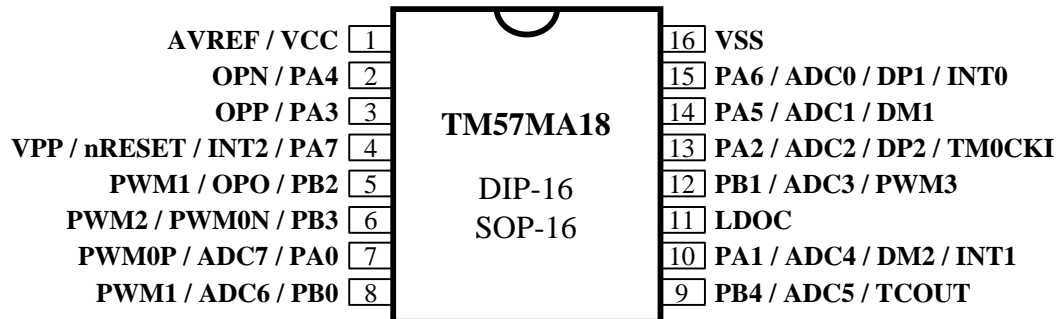 AVREF / VCC 1 16 VSS
OPN / PA4 2 15 PA6 / ADC0 / DP1 / INT0
OPP / PA3 3 14 PA5 / ADC1 / DM1
TM57MA18
VPP / nRESET / INT2 / PA7 4 13 PA2 / ADC2 / DP2 / TM0CKI
PWM1 / OPO / PB2 5 DIP-16 12 PB1 / ADC3 / PWM3
PWM2 / PWM0N / PB3 6 SOP-16 11 LDOC
PWM0P / ADC7 / PA0 7 10 PA1 / ADC4 / DM2 / INT1
PWM1 / ADC6 / PB0 8 9 PB4 / ADC5 / TCOUT